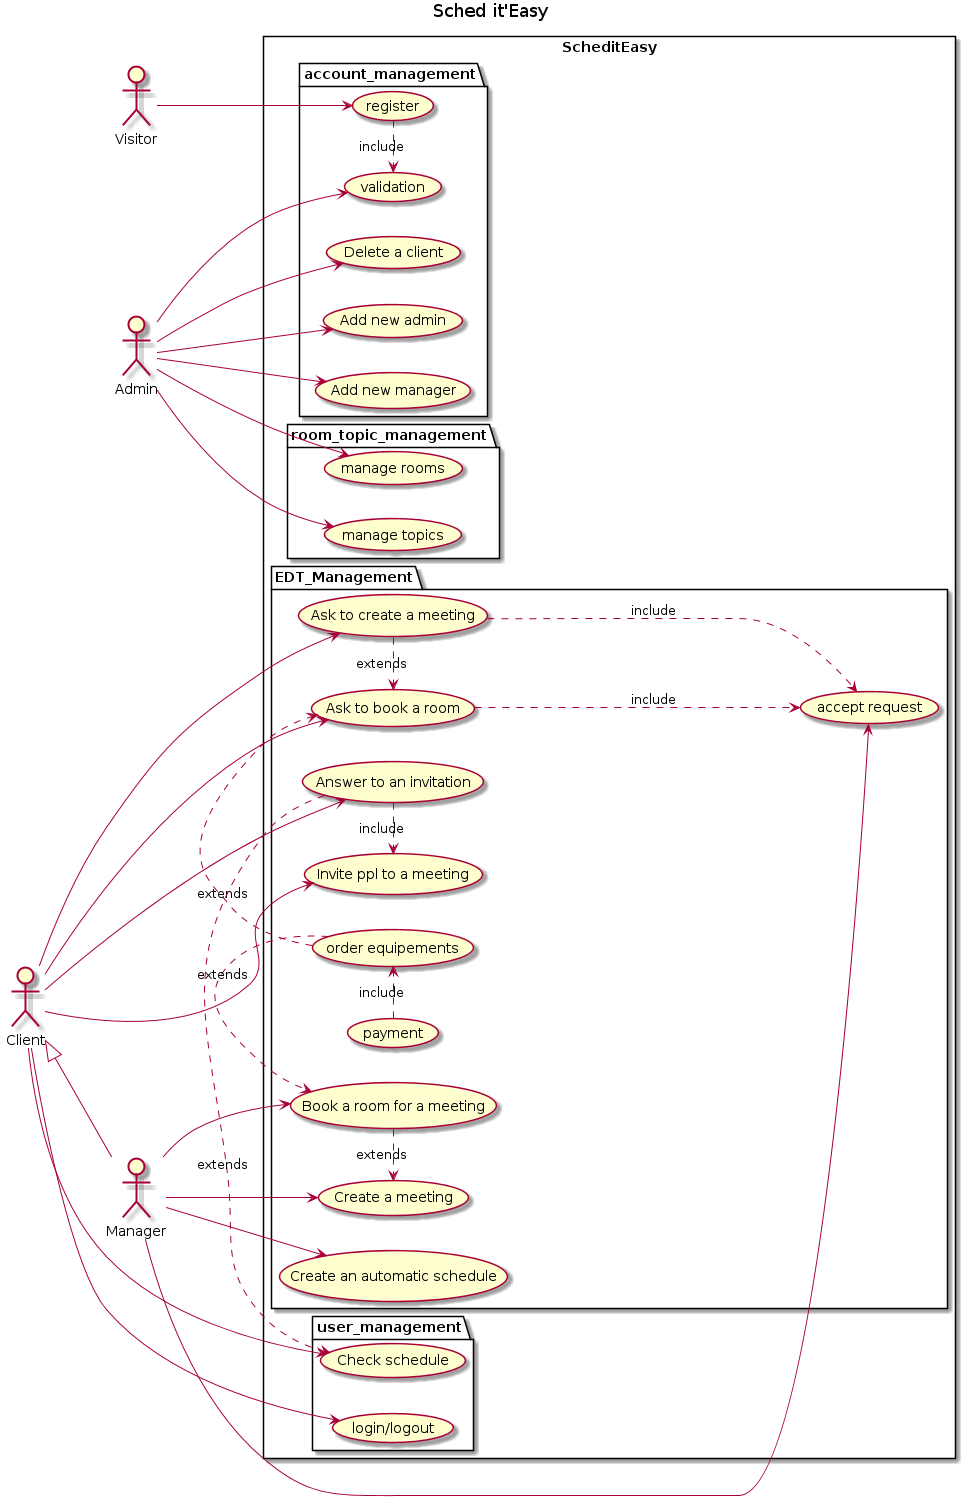 Sched it'Easy
ScheditEasy
account_management
register
Visitor
include
validation
Delete a client
Add new admin
Admin
Add new manager
room_topic_management
manage rooms
manage topics
EDT_Management
Ask to create a meeting
include
extends
Ask to book a room
include
accept request
Answer to an invitation
include
Invite ppl to a meeting
extends
order equipements
extends
include
payment
Client
Book a room for a meeting
extends
extends
Create a meeting
Manager
Create an automatic schedule
user_management
Check schedule
login/logout